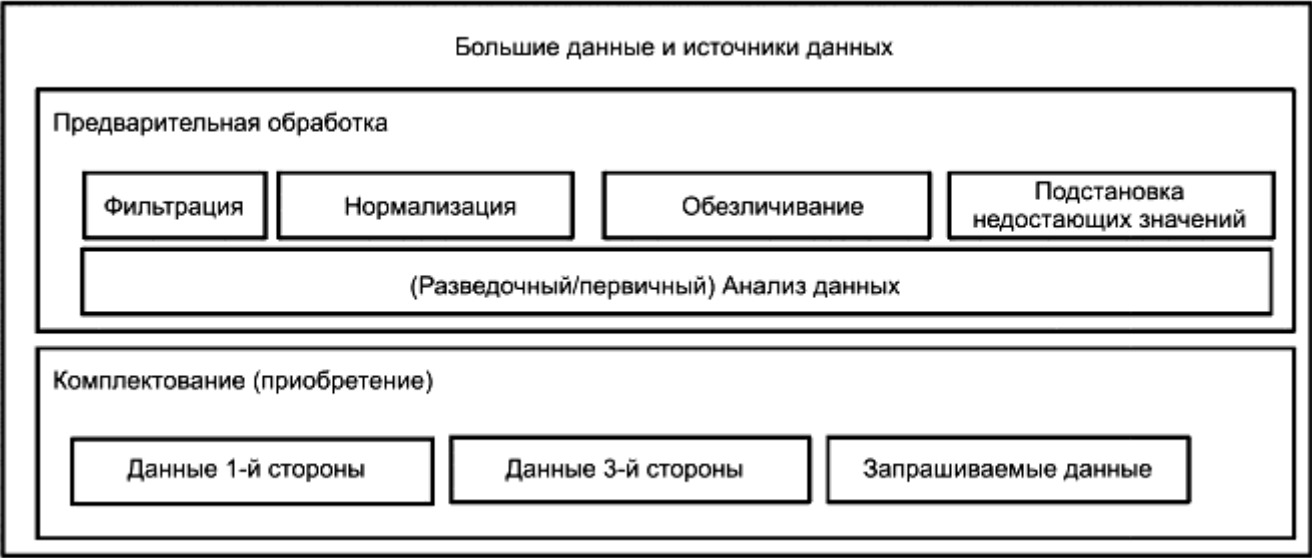 Большие данные и источники данных
Предварительная обработка
Фильтрация
Нормализация
Обезличивание
Подстановка
недостающих значений
(Разведочный/первичный) Анализ данных
Комплектование (приобретение)
Данные 1-й стороны
Данные 3-й стороны
Запрашиваемые данные